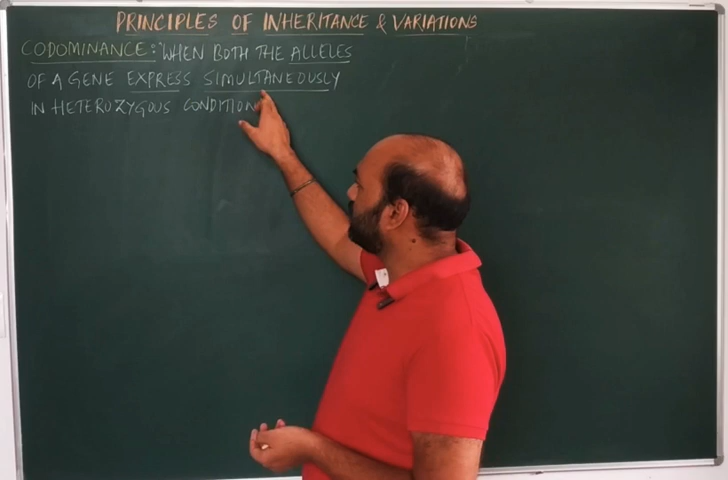 PRINCIPLES OF INHERITANCE & VARIATIONS
CODOMINANCE:- WHEN BOTH THE ALLELES
OF A GENE EXPRESS SIMULTANEOUSLY
IN HETEROZYGOUS CONDITION